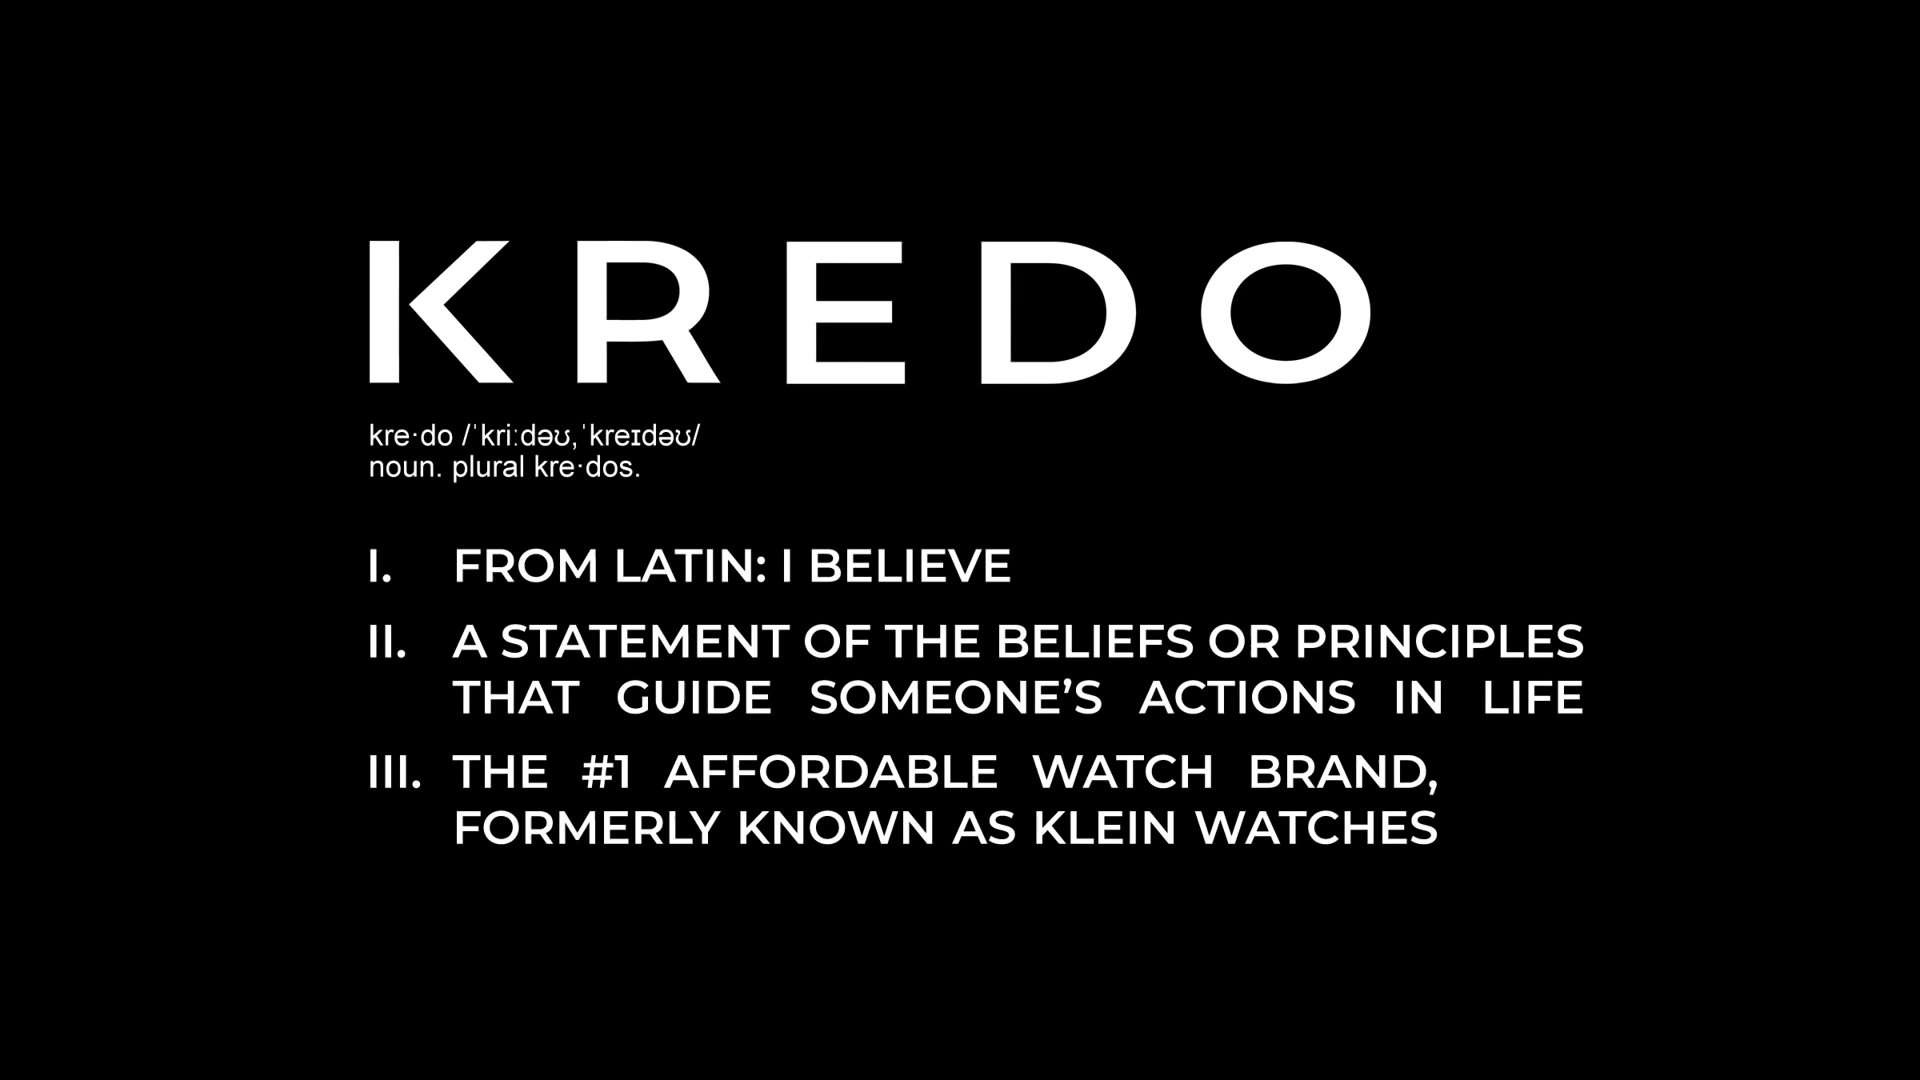 KREDO
kre·do /ˈkriːdəʊ,ˈkreɪdəʊ/
noun. plural kre·dos.
I. FROM LATIN: I BELIEVE
II. A STATEMENT OF THE BELIEFS OR PRINCIPLES
THAT GUIDE SOMEONE’S ACTIONS IN LIFE
III. THE #1 AFFORDABLE WATCH BRAND,
FORMERLY KNOWN AS KLEIN WATCHES